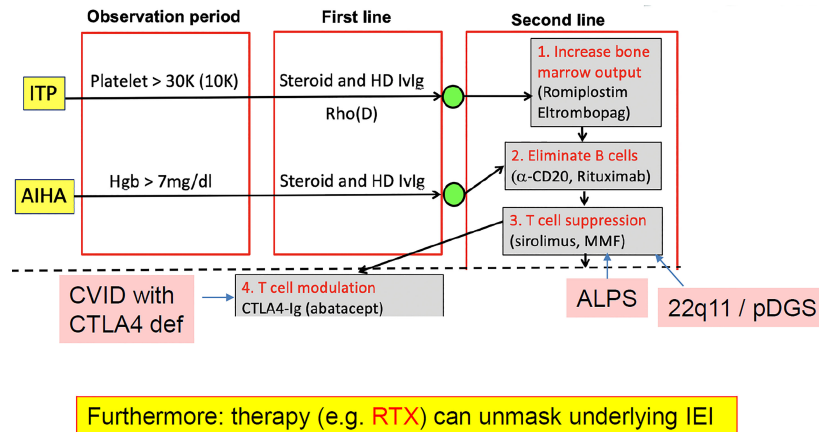 Observation period
First line
Second line
ITP
Platelet > 30K (10K)
Steroid and HD IvIg
Rho(D)
1. Increase bone
marrow output
(Romiplostim
Eltrombopag)
AIHA
Hgb > 7mg/dl
Steroid and HD IvIg
2. Eliminate B cells
(α-CD20, Rituximab)
3. T cell suppression
(sirolimus, MMF)
CVID with
CTLA4 def
4. T cell modulation
CTLA4-Ig (abatacept)
ALPS
22q11 / pDGS
Furthermore: therapy (e.g. RTX) can unmask underlying IEI